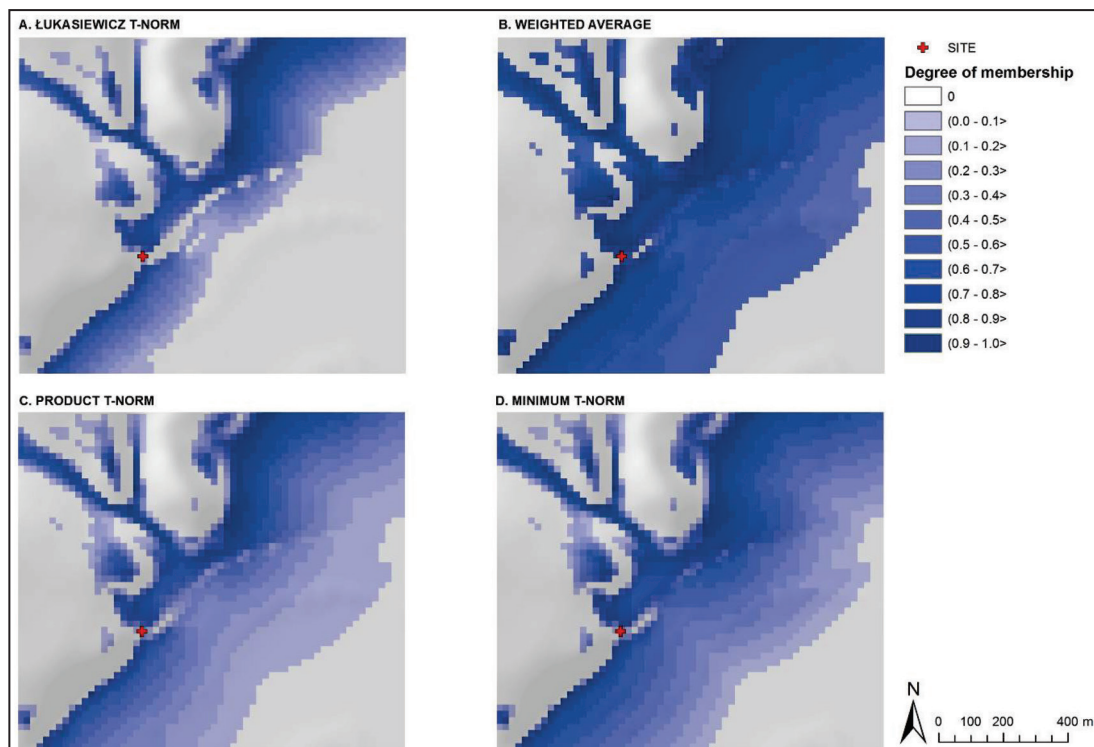 A. ŁUKASIEWICZ T-NORM
B. WEIGHTED AVERAGE
SITE
Degree of membership
0
(0.0 - 0.1>
(0.1 - 0.2>
(0.2 - 0.3>
(0.3 - 0.4>
(0.4 - 0.5>
(0.5 - 0.6>
(0.6 - 0.7>
(0.7 - 0.8>
(0.8 - 0.9>
(0.9 - 1.0>
C. PRODUCT T-NORM
D. MINIMUM T-NORM
N
0 100 200 400 m